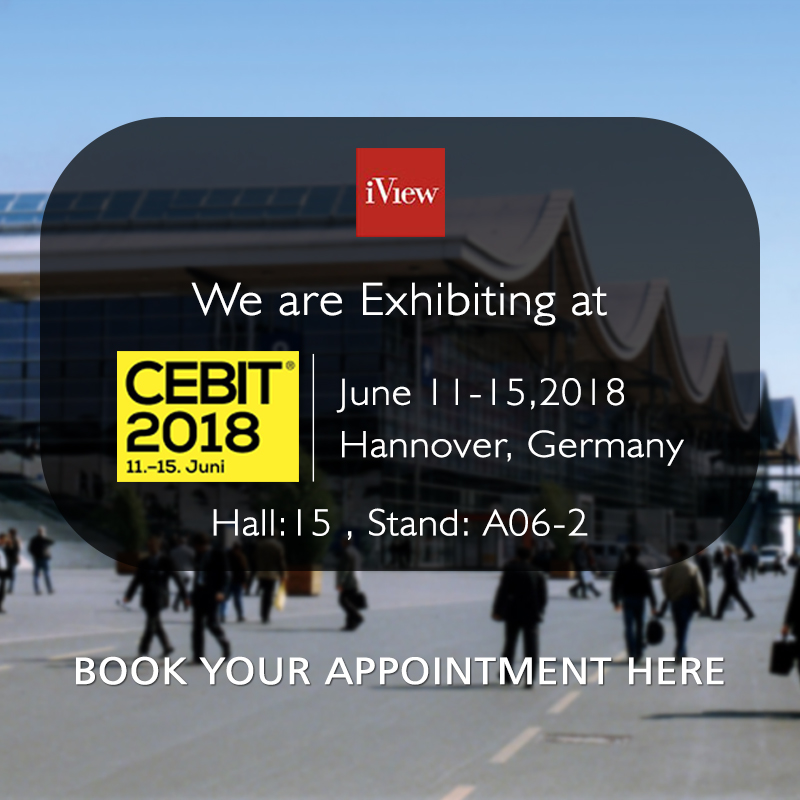 iView
We are Exhibiting at
CEBIT®
2018
11.–15. Juni
June 11-15,2018
Hannover, Germany
Hall:15 , Stand: A06-2
BOOK YOUR APPOINTMENT HERE